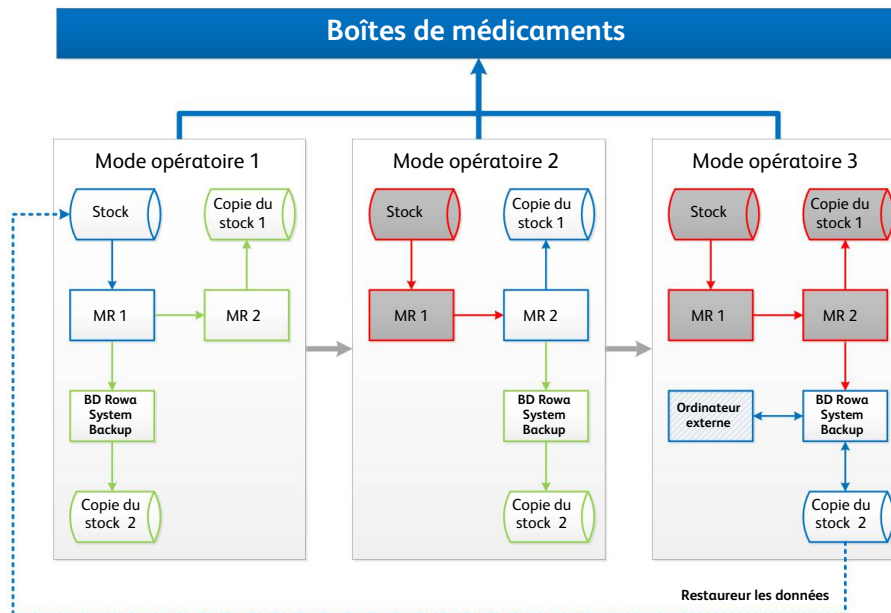 Boîtes de médicaments
Mode opératoire 1
Stock
Copie du
stock 1
MR 1
MR 2
BD Rowa
System
Backup
Copie du
stock 2
Mode opératoire 2
Stock
Copie du
stock 1
MR 1
MR 2
BD Rowa
System
Backup
Copie du
stock 2
Mode opératoire 3
Stock
Copie du
stock 1
MR 1
MR 2
Ordinateur
externe
BD Rowa
System
Backup
Copie du
stock 2
Restaureur les données